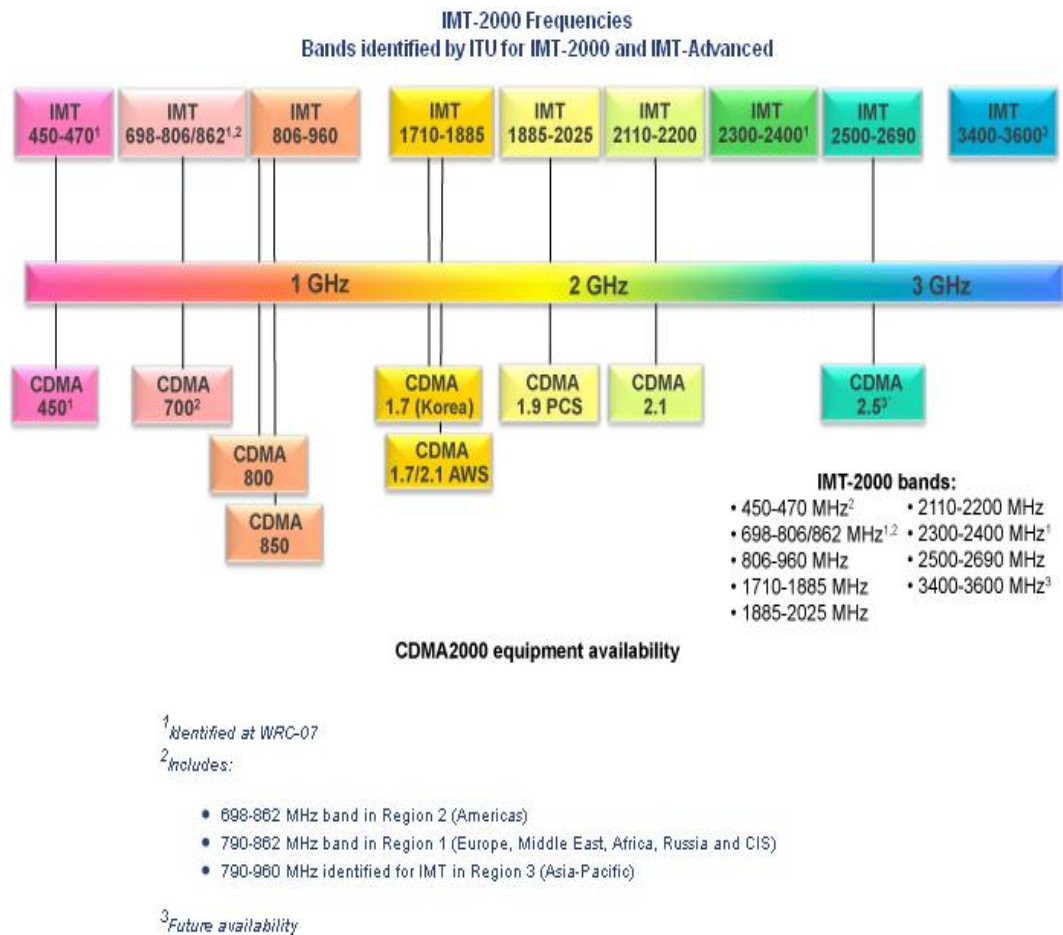 IMT-2000 Frequencies
Bands identified by ITU for IMT-2000 and IMT-Advanced
IMT
450-470¹
IMT
698-806/862¹,²
IMT
806-960
IMT
1710-1885
IMT
1885-2025
IMT
2110-2200
IMT
2300-2400¹
IMT
2500-2690
IMT
3400-3600³
1 GHz
2 GHz
3 GHz
CDMA
450¹
CDMA
700²
CDMA
800
CDMA
850
CDMA
1.7 (Korea)
CDMA
1.7/2.1 AWS
CDMA
1.9 PCS
CDMA
2.1
CDMA
2.5³
IMT-2000 bands:
• 450-470 MHz²
• 698-806/862 MHz¹,²
• 806-960 MHz
• 1710-1885 MHz
• 1885-2025 MHz
• 2110-2200 MHz
• 2300-2400 MHz¹
• 2500-2690 MHz
• 3400-3600 MHz³
CDMA2000 equipment availability
¹Identified at WRC-07
²Includes:
• 698-862 MHz band in Region 2 (Americas)
• 790-862 MHz band in Region 1 (Europe, Middle East, Africa, Russia and CIS)
• 790-960 MHz identified for IMT in Region 3 (Asia-Pacific)
³Future availability